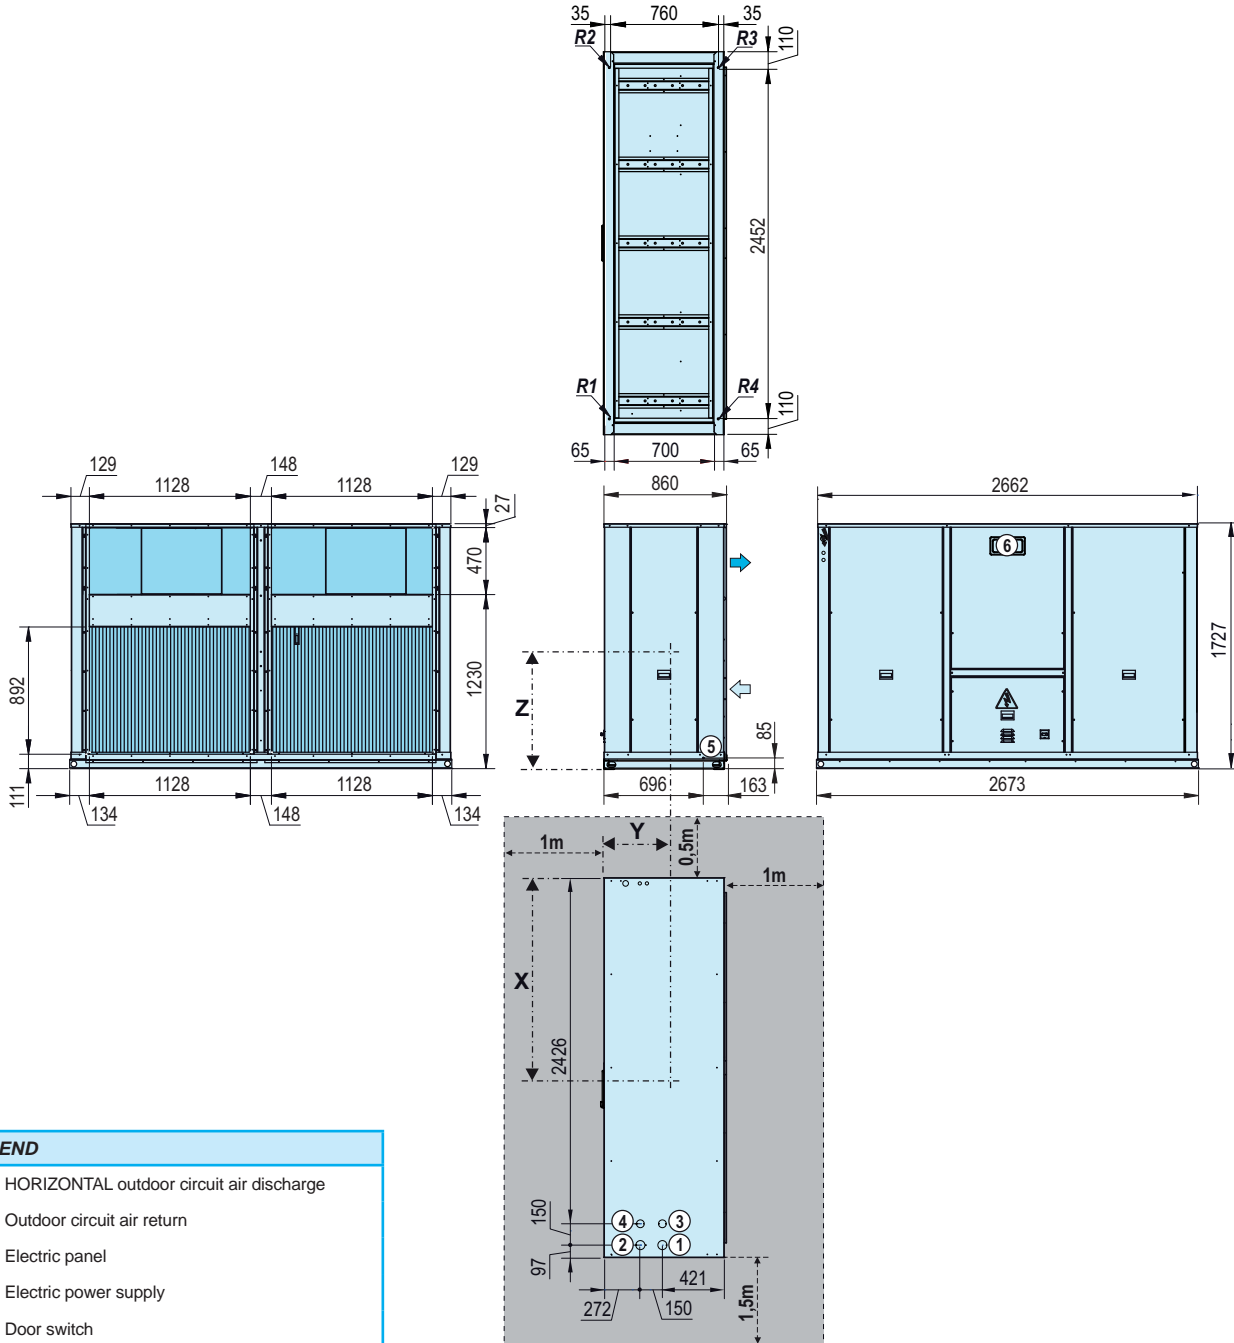 35 760 35
R2 R3 110
2452
R1 R4
110
65 700 65
129 148 129
1128 1128 27
860
2662
470
6
892
1230
Z
1727
85
5
111
1128 1128
134 148 134
696 163
2673
1m Y 0,5m
1m
X
2426
150
4 3
2 1
97
421
272 150
1,5m
END
HORIZONTAL outdoor circuit air discharge
Outdoor circuit air return
Electric panel
Electric power supply
Door switch